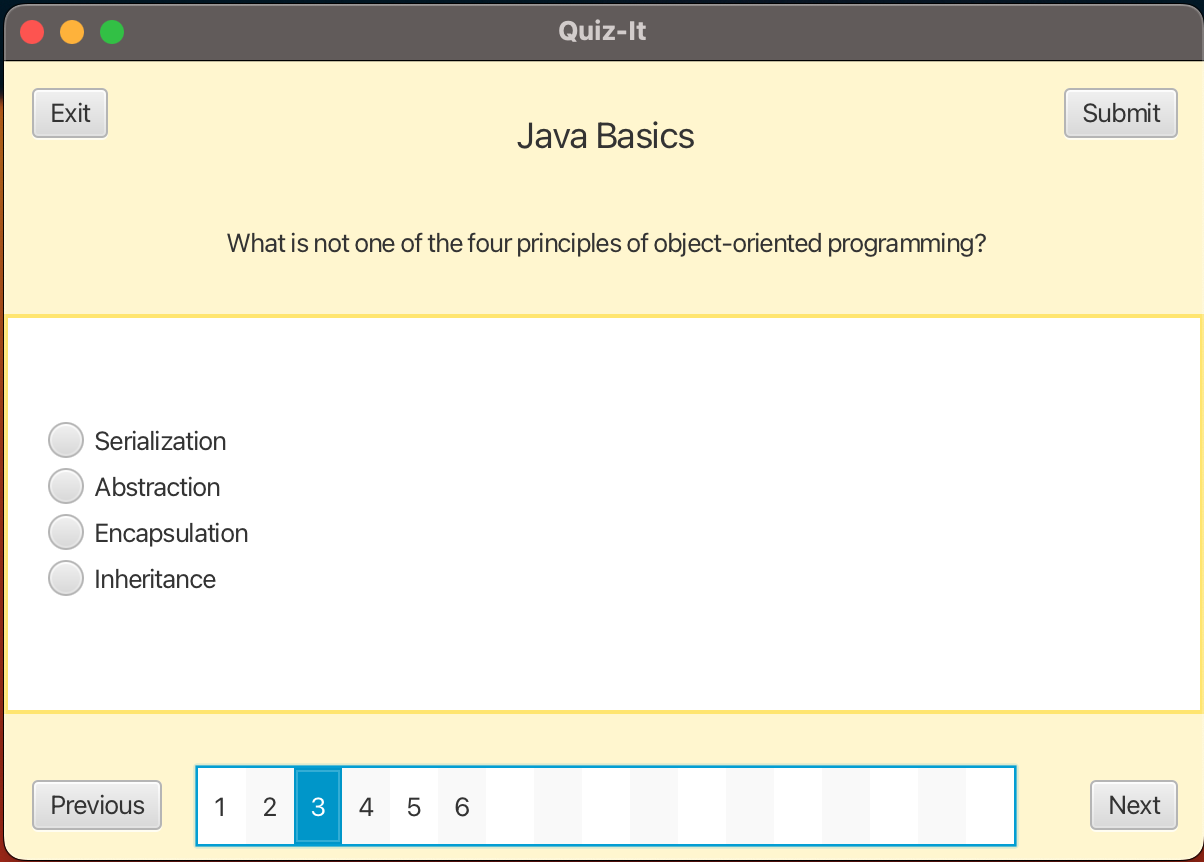 Quiz-It
Exit
Submit
Java Basics
What is not one of the four principles of object-oriented programming?
Serialization
Abstraction
Encapsulation
Inheritance
Previous
1 2 3 4 5 6
Next